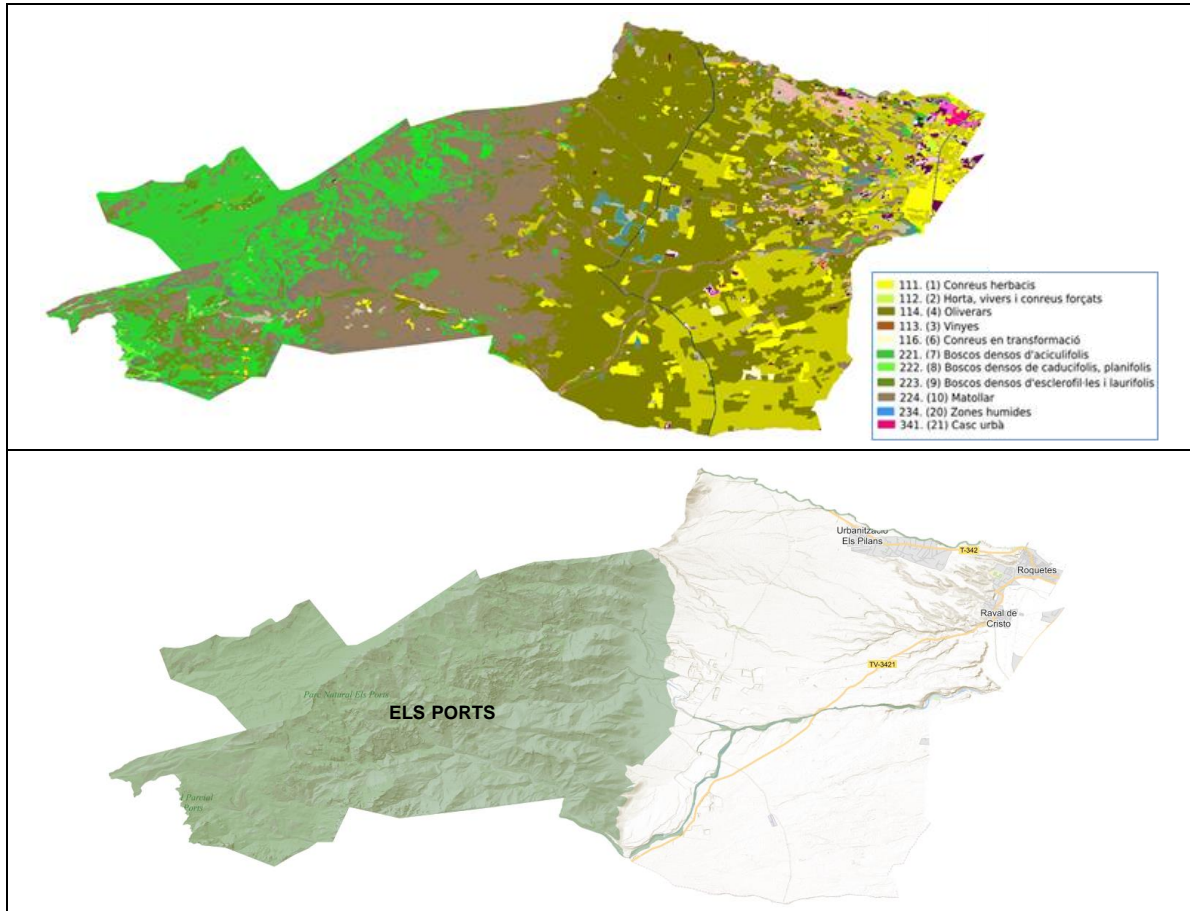 111. (1) Conreus herbacis
112. (2) Horta, vivers i conreus forçats
114. (4) Oliverars
113. (3) Vinyes
116. (6) Conreus en transformació
221. (7) Boscos densos d'aciculifolis
222. (8) Boscos densos de caducifolis, planifolis
223. (9) Boscos densos d'esclerofil·les i laurifolis
224. (10) Matollar
234. (20) Zones humides
341. (21) Casc urbà
Urbanització
Els Pilans
T-342
Roquetes
Raval de
Cristo
TV-3421
Parc Natural Els Ports
ELS PORTS
Parcial
Ports